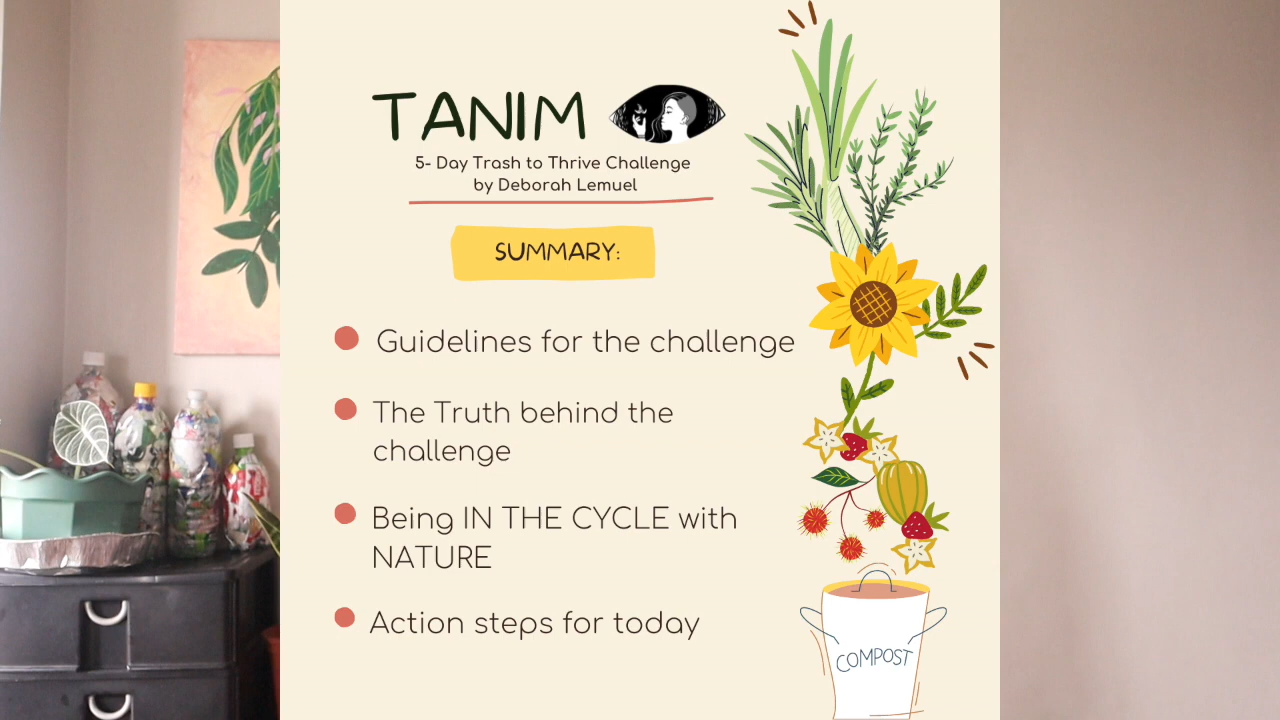 TANIM
5- Day Trash to Thrive Challenge
by Deborah Lemuel
SUMMARY:
Guidelines for the challenge
The Truth behind the
challenge
Being IN THE CYCLE with
NATURE
Action steps for today
COMPOST